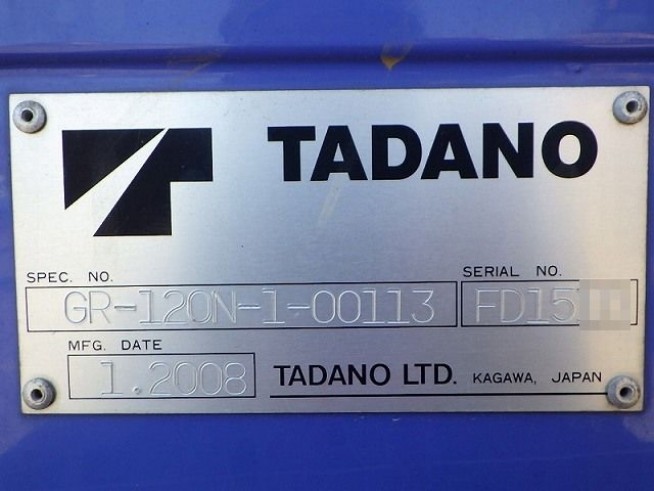 TADANO
SPEC. NO.
GR-120N-1-00113
SERIAL NO.
FD15
MFG. DATE
1.2008
TADANO LTD. KAGAWA, JAPAN